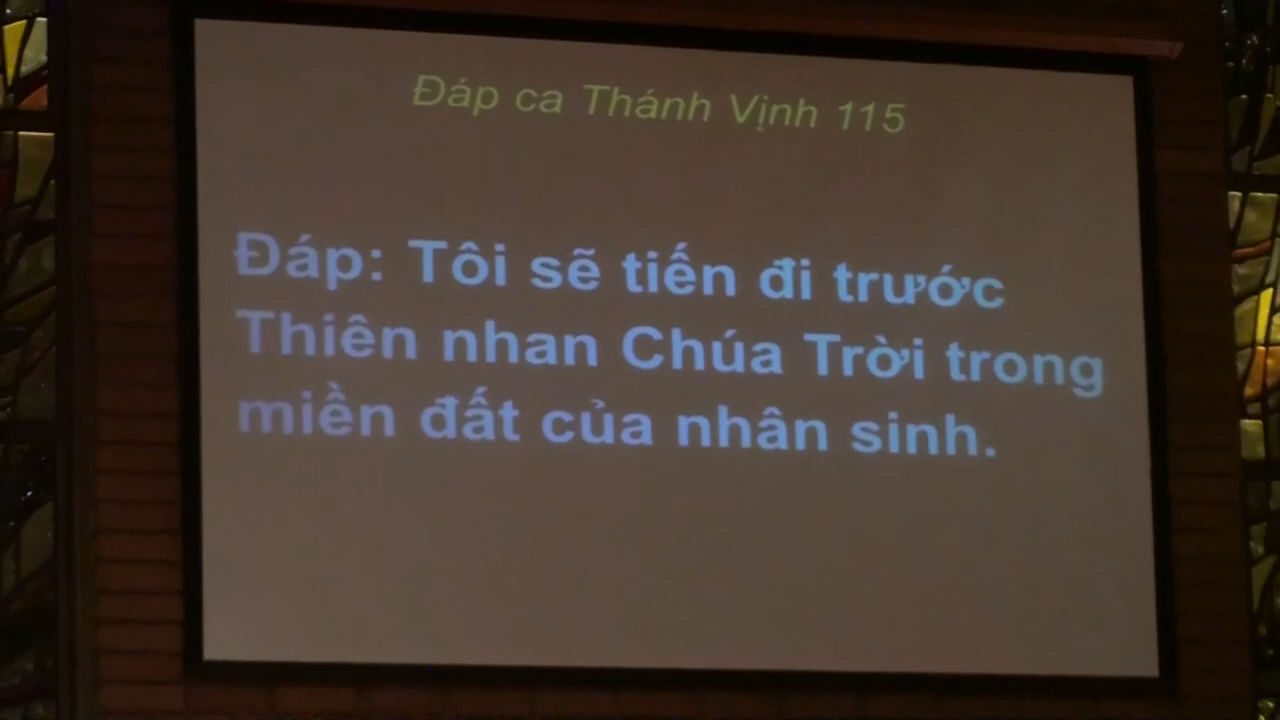 Đáp ca Thánh Vịnh 115
Đáp: Tôi sẽ tiến đi trước
Thiên nhan Chúa Trời trong
miền đất của nhân sinh.